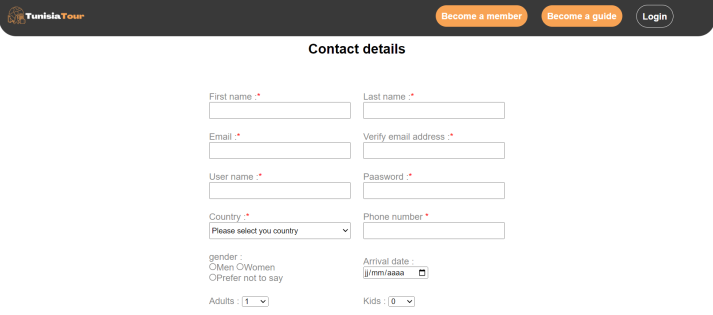 TunisiaTour
Become a member
Become a guide
Login
Contact details
First name :*
Last name :*
Email :*
Verify email address :*
User name :*
Paasword :*
Country :*
Phone number *
Please select you country
gender :
Men Women
Prefer not to say
Arrival date :
jj/mm/aaaa
Adults : 1
Kids : 0